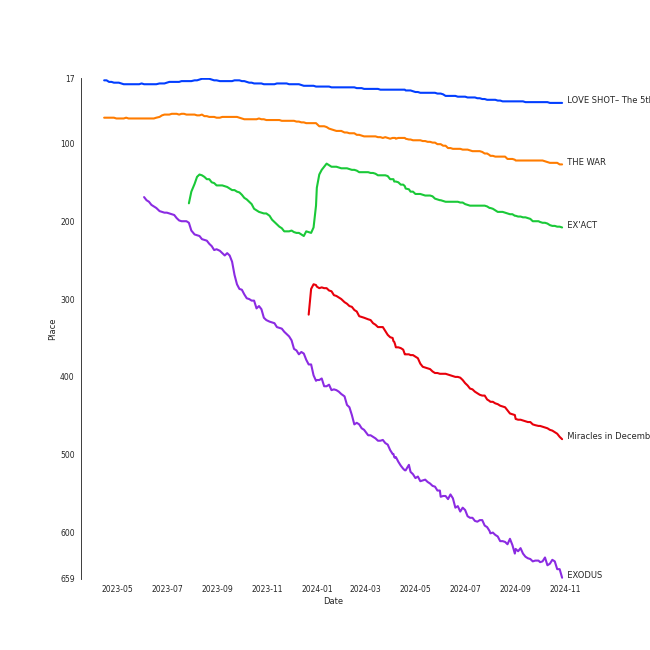 17
100
200
300
400
500
600
659
Place
2023-05 2023-07 2023-09 2023-11 2024-01 2024-03 2024-05 2024-07 2024-09 2024-11
Date
LOVE SHOT– The 5th
THE WAR
EX'ACT
Miracles in Decemb
EXODUS